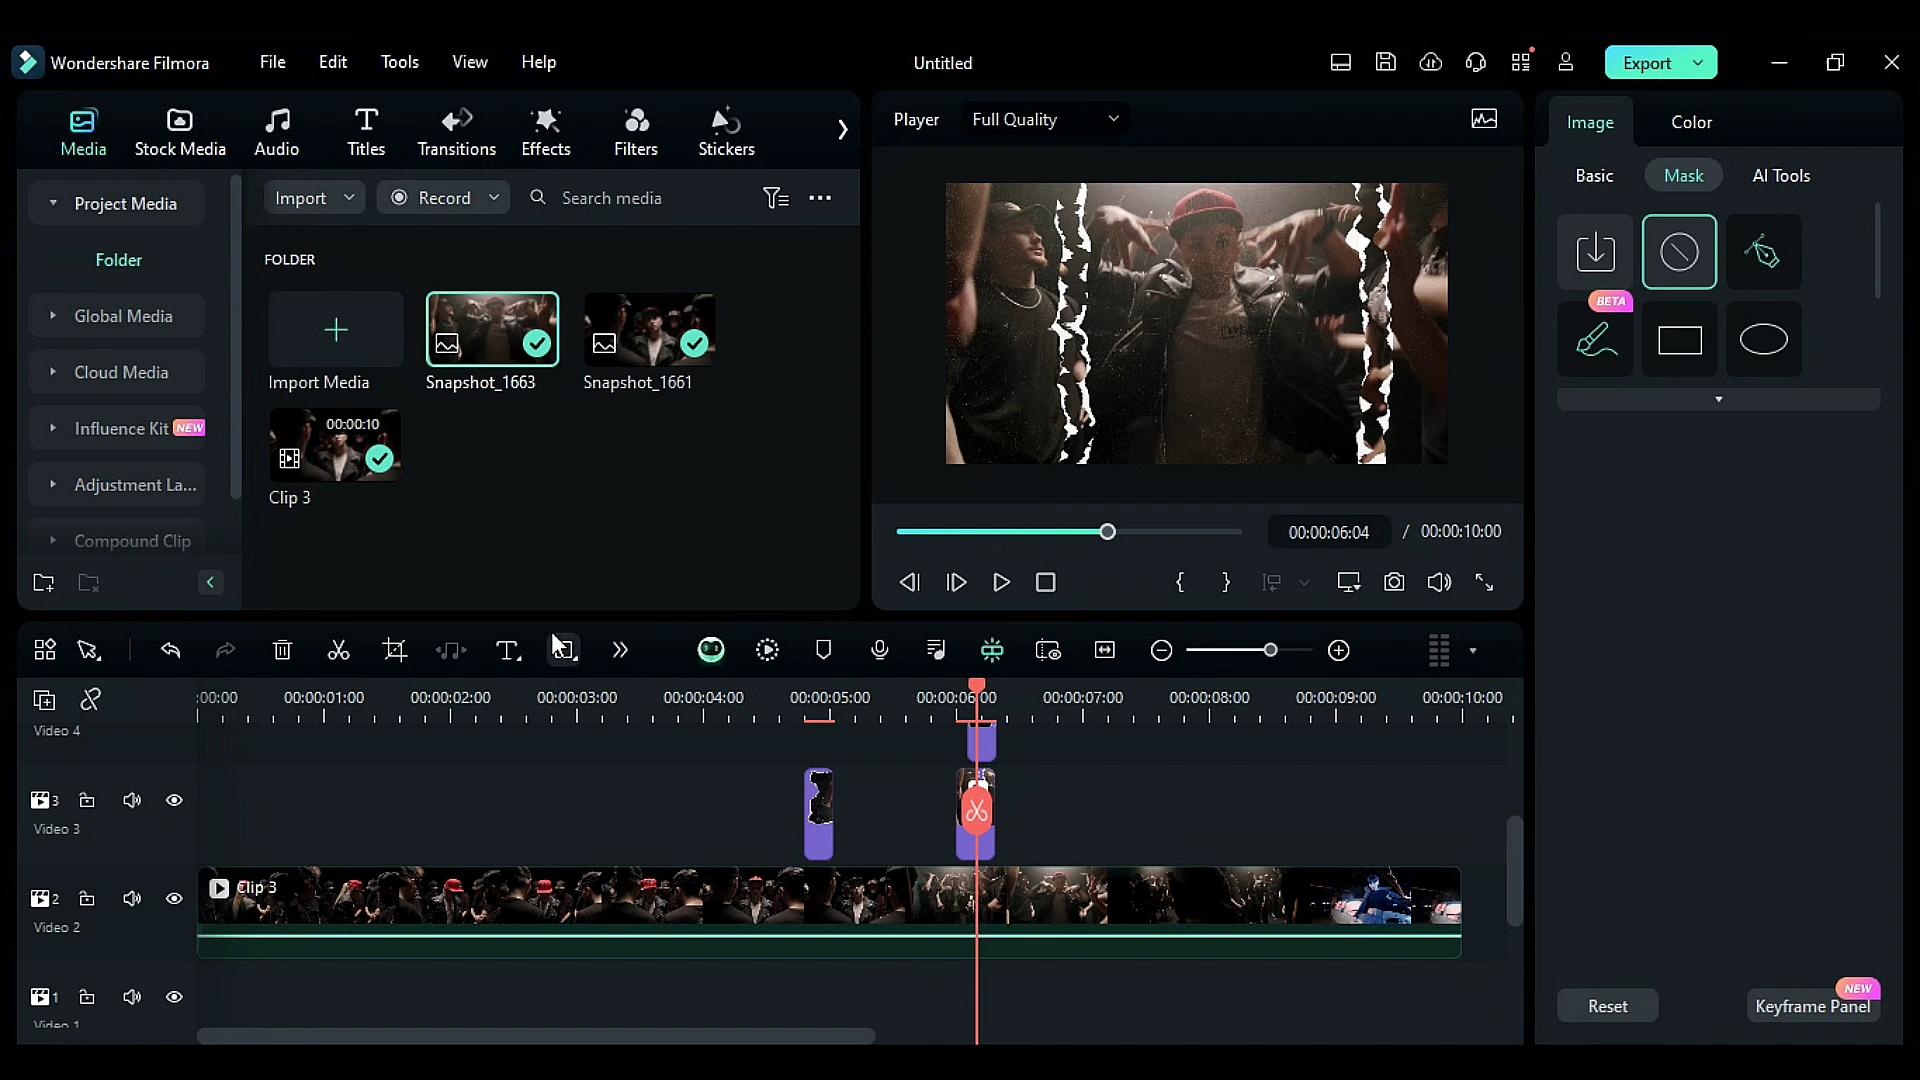 Wondershare Filmora
File
Edit
Tools
View
Help
Untitled
Export
Media
Stock Media
Audio
Titles
Transitions
Effects
Filters
Stickers
Player
Full Quality
Image
Color
Basic
Mask
AI Tools
Project Media
Folder
Global Media
Cloud Media
Influence Kit
NEW
Adjustment La...
Compound Clip
Import
Record
Search media
FOLDER
Import Media
Snapshot_1663
Snapshot_1661
00:00:10
Clip 3
BETA
00:00:06:04
/
00:00:10:00
:00:00
00:00:01:00
00:00:02:00
00:00:03:00
00:00:04:00
00:00:05:00
00:00:06:00
00:00:07:00
00:00:08:00
00:00:09:00
00:00:10:00
Video 4
3
Video 3
2
Video 2
Clip 3
1
Video 1
Reset
Keyframe Panel
NEW